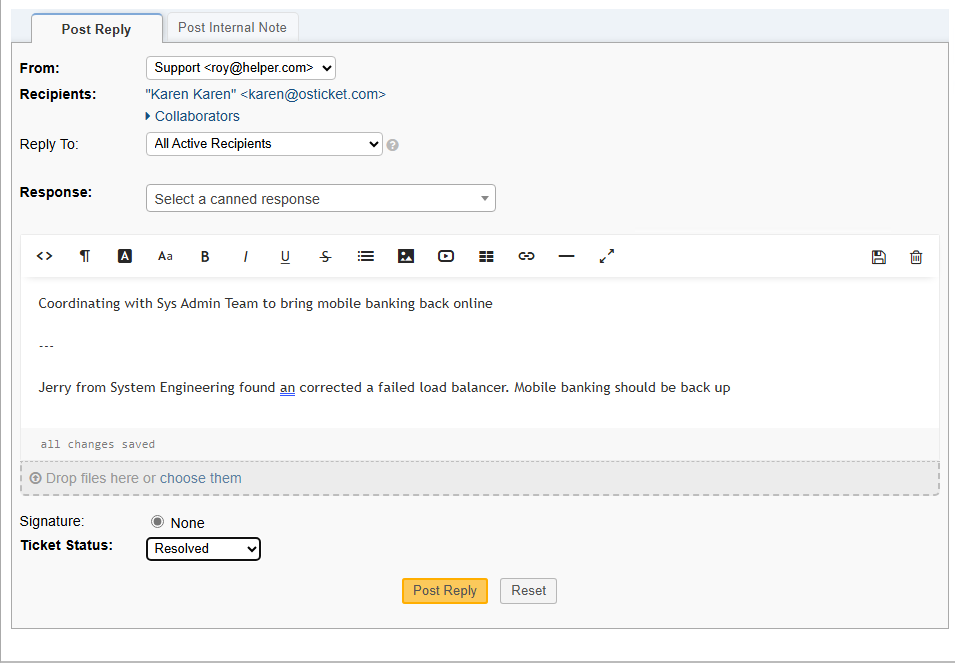 Post Reply
Post Internal Note
From: Support <roy@helper.com>
Recipients: "Karen Karen" <karen@osticket.com>
Collaborators
Reply To: All Active Recipients
Response: Select a canned response
<> ¶ A Aa B I U S
Coordinating with Sys Admin Team to bring mobile banking back online
---
Jerry from System Engineering found an corrected a failed load balancer. Mobile banking should be back up
all changes saved
Drop files here or choose them
Signature: None
Ticket Status: Resolved
Post Reply Reset